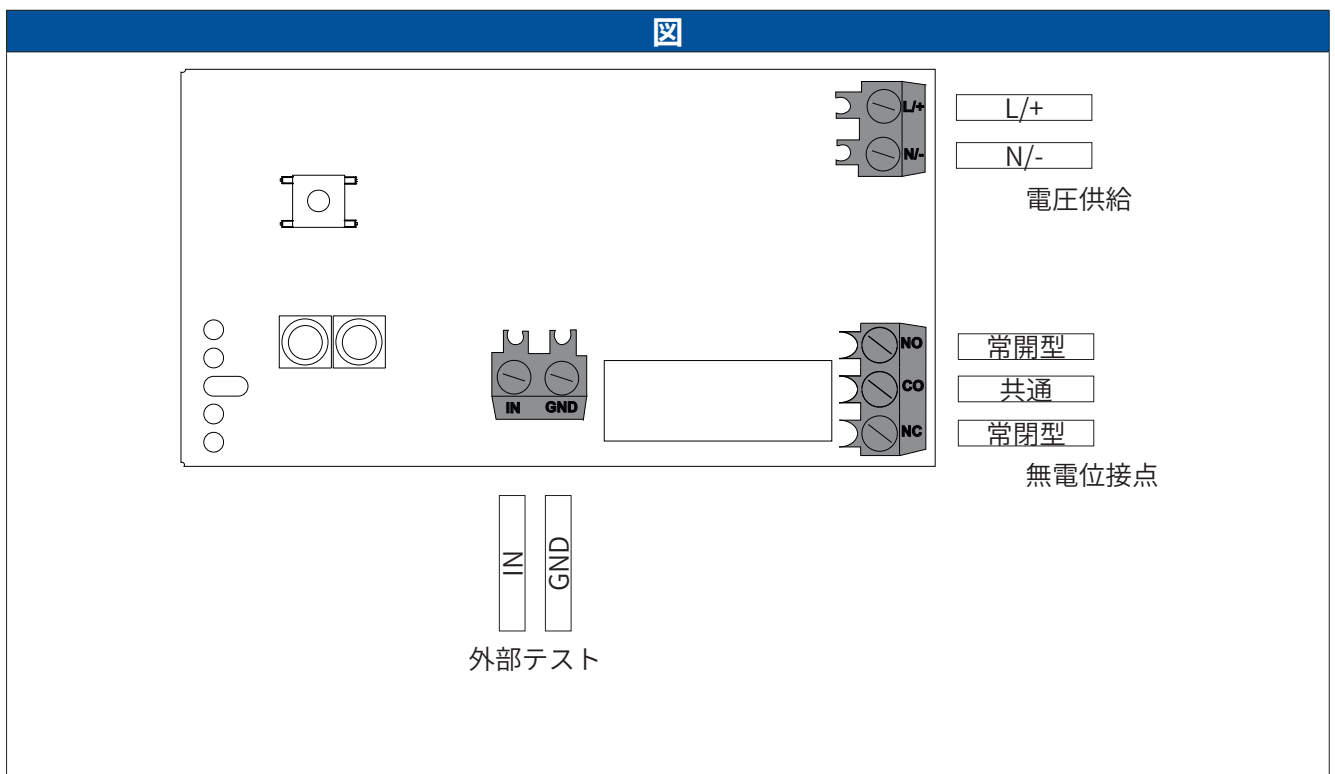 図
L/+
L/+
N/-
N/-
電圧供給
NO
常開型
CO
共通
IN GND
NC
常閉型
無電位接点
IN
GND
外部テスト